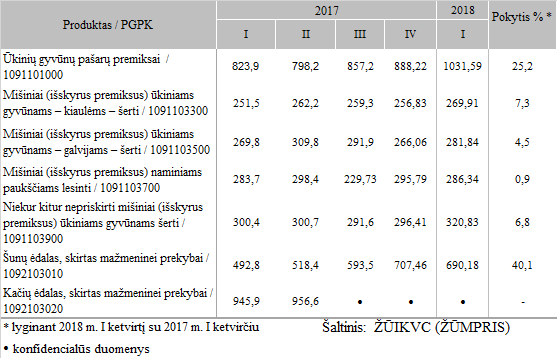 Produktas / PGPK 2017 2018 Pokytis % *
I II III IV I
Ūkinių gyvūnų pašarų premiksai /
1091101000 823,9 798,2 857,2 888,22 1031,59 25,2
Mišiniai (išskyrus premiksus) ūkiniams
gyvūnams – kiaulėms – šerti / 1091103300 251,5 262,2 259,3 256,83 269,91 7,3
Mišiniai (išskyrus premiksus) ūkiniams
gyvūnams – galvijams – šerti / 1091103500 269,8 309,8 291,9 266,06 281,84 4,5
Mišiniai (išskyrus premiksus) naminiams
paukščiams lesinti / 1091103700 283,7 298,4 229,73 295,79 286,34 0,9
Niekur kitur nepriskirti mišiniai (išskyrus
premiksus) ūkiniams gyvūnams šerti /
1091103900 300,4 300,7 291,6 296,41 320,83 6,8
Šunų ėdalas, skirtas mažmeninei prekybai /
1092103010 492,8 518,4 593,5 707,46 690,18 40,1
Kačių ėdalas, skirtas mažmeninei prekybai /
1092103020 945,9 956,6 • • • -
* lyginant 2018 m. I ketvirtį su 2017 m. I ketvirčiu Šaltinis: ŽŪIKVC (ŽŪMPRIS)
• konfidencialūs duomenys